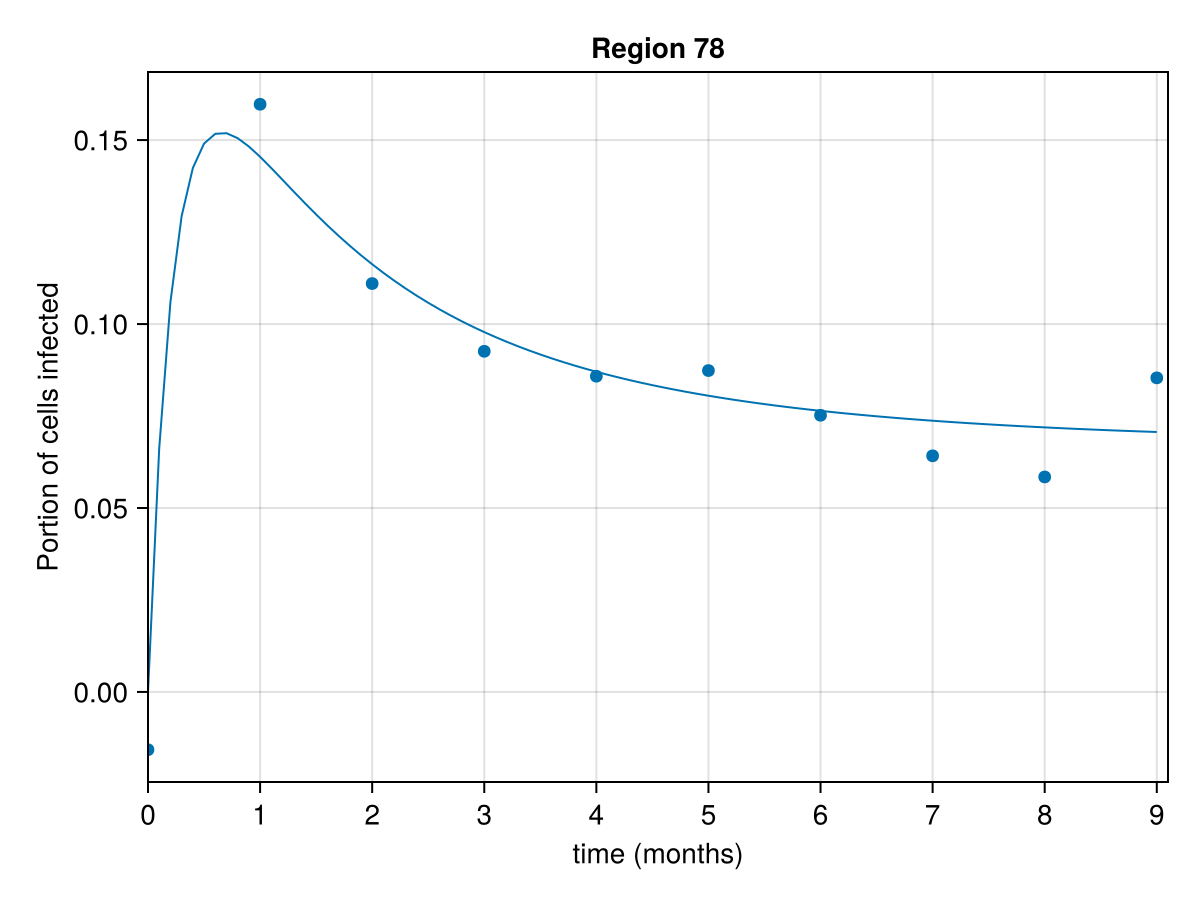 Region 78
Portion of cells infected
0.15
0.10
0.05
0.00
0 1 2 3 4 5 6 7 8 9
time (months)